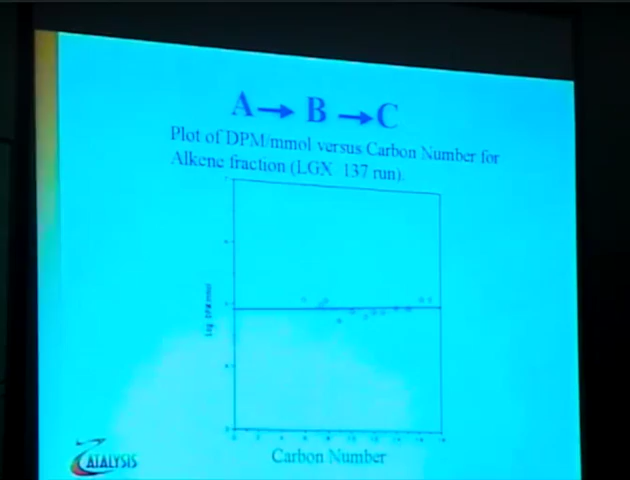 A→ B →C
Plot of DPM/mmol versus Carbon Number for
Alkene fraction (LGX 137 run).
Log DPM/mmol
Carbon Number
CATALYSIS